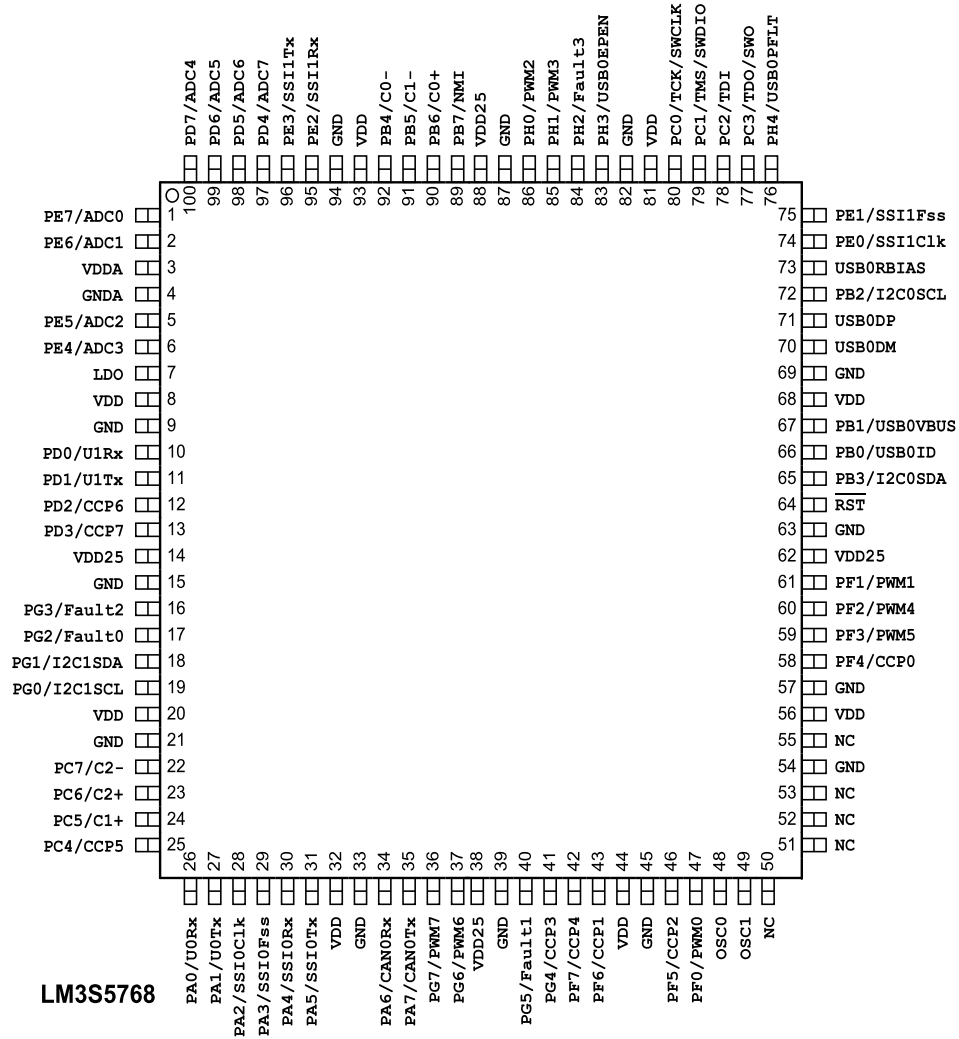 PD7/ADC4
PD6/ADC5
PD5/ADC6
PD4/ADC7
PE3/SSI1Tx
PE2/SSI1Rx
GND
VDD
PB4/C0-
PB5/C1-
PB6/C0+
PB7/NMI
VDD25
GND
PH0/PWM2
PH1/PWM3
PH2/Fault3
PH3/USB0EPEN
GND
VDD
PC0/TCK/SWCLK
PC1/TMS/SWDIO
PC2/TDI
PC3/TDO/SWO
PH4/USB0PFLT
100
99
98
97
96
95
94
93
92
91
90
89
88
87
86
85
84
83
82
81
80
79
78
77
76
PE7/ADC0 1
PE6/ADC1 2
VDDA 3
GNDA 4
PE5/ADC2 5
PE4/ADC3 6
LDO 7
VDD 8
GND 9
PD0/U1Rx 10
PD1/U1Tx 11
PD2/CCP6 12
PD3/CCP7 13
VDD25 14
GND 15
PG3/Fault2 16
PG2/Fault0 17
PG1/I2C1SDA 18
PG0/I2C1SCL 19
VDD 20
GND 21
PC7/C2- 22
PC6/C2+ 23
PC5/C1+ 24
PC4/CCP5 25
75 PE1/SSI1Fss
74 PE0/SSI1Clk
73 USB0RBIAS
72 PB2/I2C0SCL
71 USB0DP
70 USB0DM
69 GND
68 VDD
67 PB1/USB0VBUS
66 PB0/USB0ID
65 PB3/I2C0SDA
64 RST
63 GND
62 VDD25
61 PF1/PWM1
60 PF2/PWM4
59 PF3/PWM5
58 PF4/CCP0
57 GND
56 VDD
55 NC
54 GND
53 NC
52 NC
51 NC
26
27
28
29
30
31
32
33
34
35
36
37
38
39
40
41
42
43
44
45
46
47
48
49
50
PA0/U0Rx
PA1/U0Tx
PA2/SSI0Clk
PA3/SSI0Fss
PA4/SSI0Rx
PA5/SSI0Tx
VDD
GND
PA6/CAN0Rx
PA7/CAN0Tx
PG7/PWM7
PG6/PWM6
VDD25
GND
PG5/Fault1
PG4/CCP3
PF7/CCP4
PF6/CCP1
VDD
GND
PF5/CCP2
PF0/PWM0
OSC0
OSC1
NC
LM3S5768